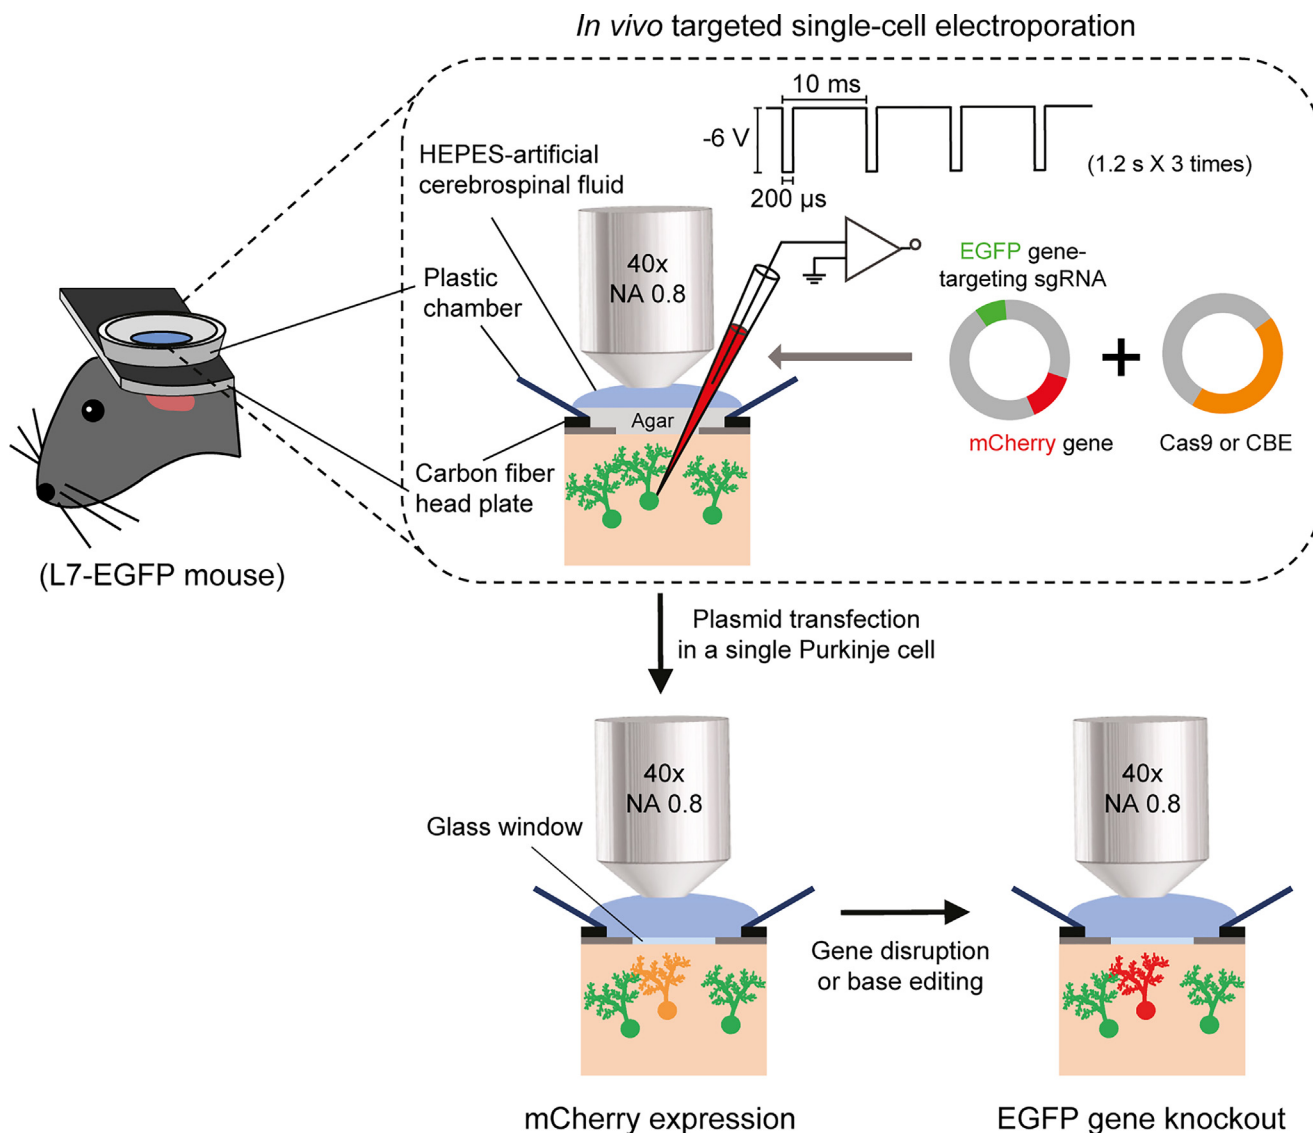 In vivo targeted single-cell electroporation
10 ms
-6 V
200 µs
(1.2 s X 3 times)
HEPES-artificial
cerebrospinal fluid
Plastic
chamber
Carbon fiber
head plate
40x
NA 0.8
Agar
EGFP gene-
targeting sgRNA
mCherry gene
Cas9 or CBE
(L7-EGFP mouse)
Plasmid transfection
in a single Purkinje cell
Glass window
40x
NA 0.8
Gene disruption
or base editing
40x
NA 0.8
mCherry expression
EGFP gene knockout